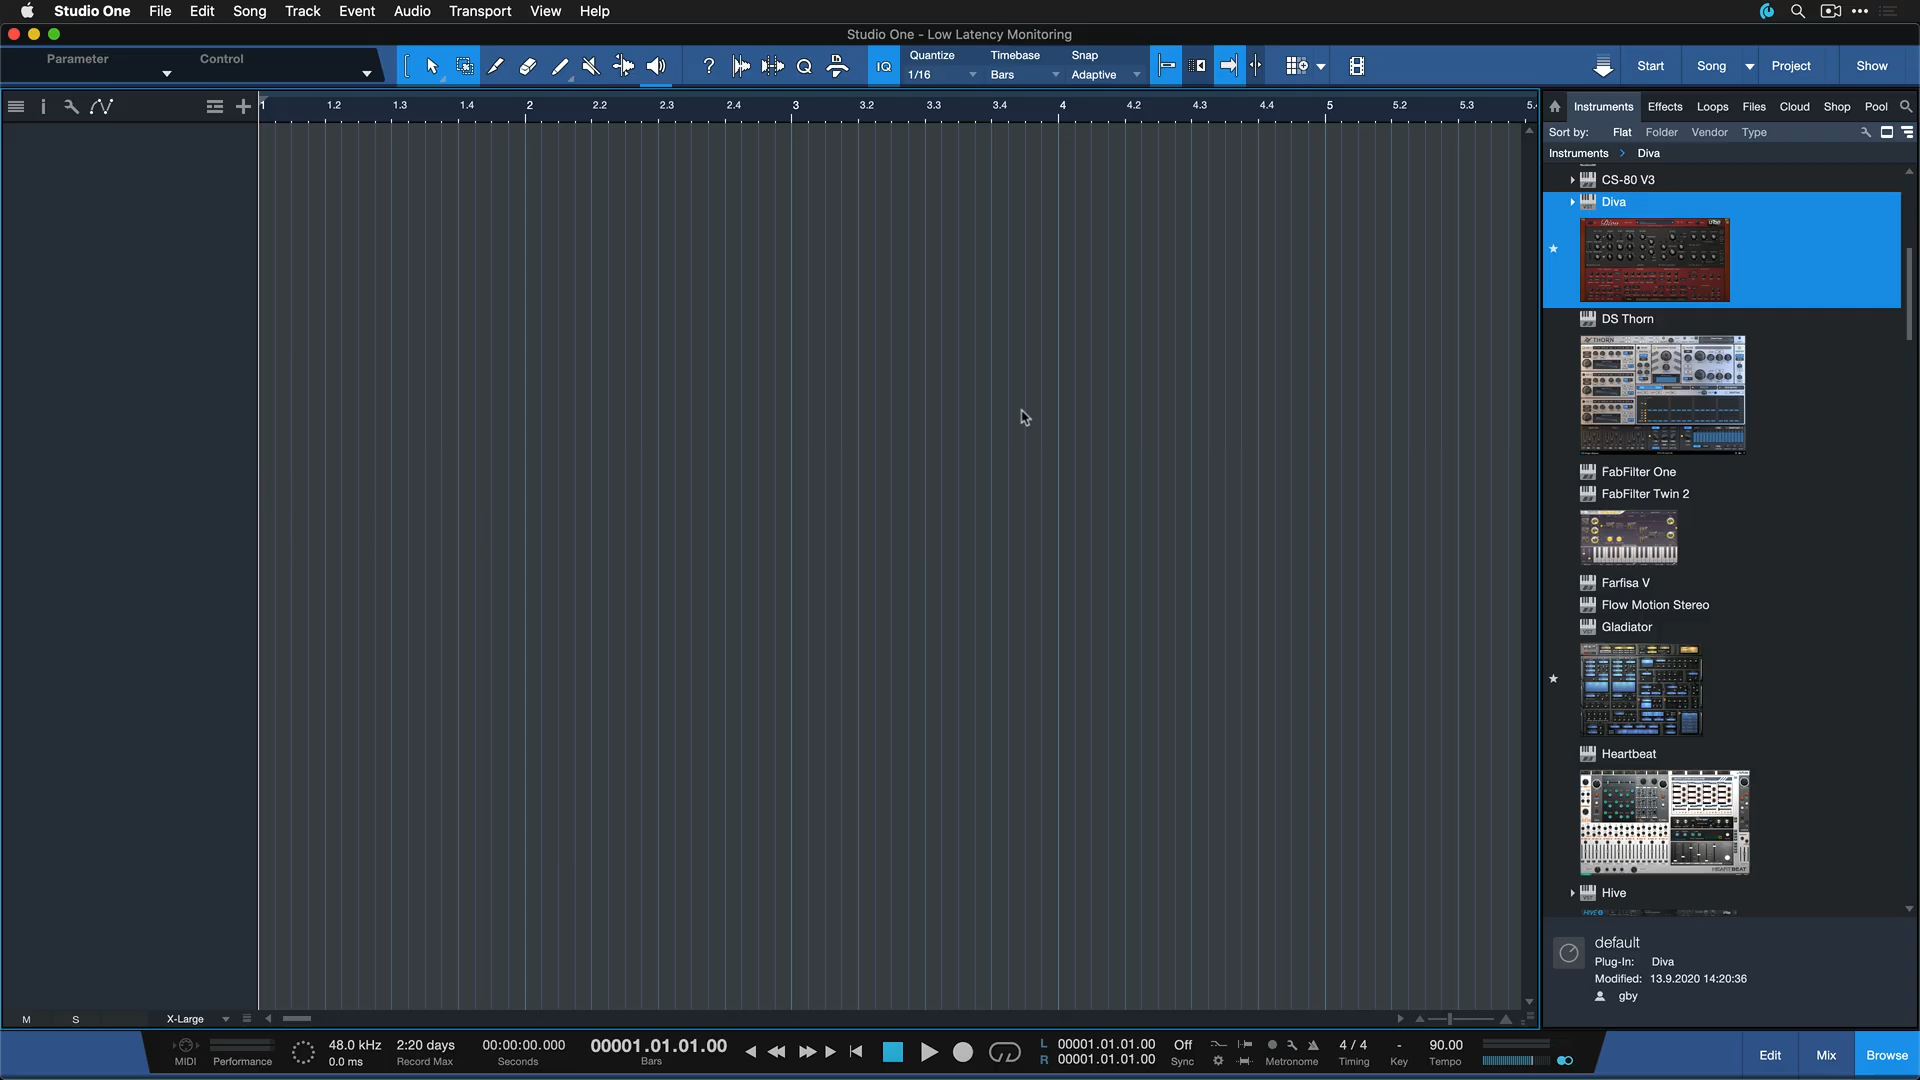 Studio One File Edit Song Track Event Audio Transport View Help
Studio One - Low Latency Monitoring
Parameter Control
Quantize Timebase Snap
IQ 1/16 Bars Adaptive
Start Song Project Show
1 1.2 1.3 1.4 2 2.2 2.3 2.4 3 3.2 3.3 3.4 4 4.2 4.3 4.4 5 5.2 5.3 5.4
Instruments Effects Loops Files Cloud Shop Pool
Sort by: Flat Folder Vendor Type
Instruments > Diva
CS-80 V3
Diva
DS Thorn
THORN
FabFilter One
FabFilter Twin 2
Farfisa V
Flow Motion Stereo
Gladiator
Heartbeat
HEARTBEAT
Hive
default
Plug-In: Diva
Modified: 13.9.2020 14:20:36
gby
M S X-Large
MIDI Performance
48.0 kHz
0.0 ms
2:20 days
Record Max
00:00:00.000
Seconds
00001.01.01.00
Bars
L 00001.01.01.00
R 00001.01.01.00
Off
Sync
Metronome
4 / 4
Timing
-
Key
90.00
Tempo
Edit Mix Browse